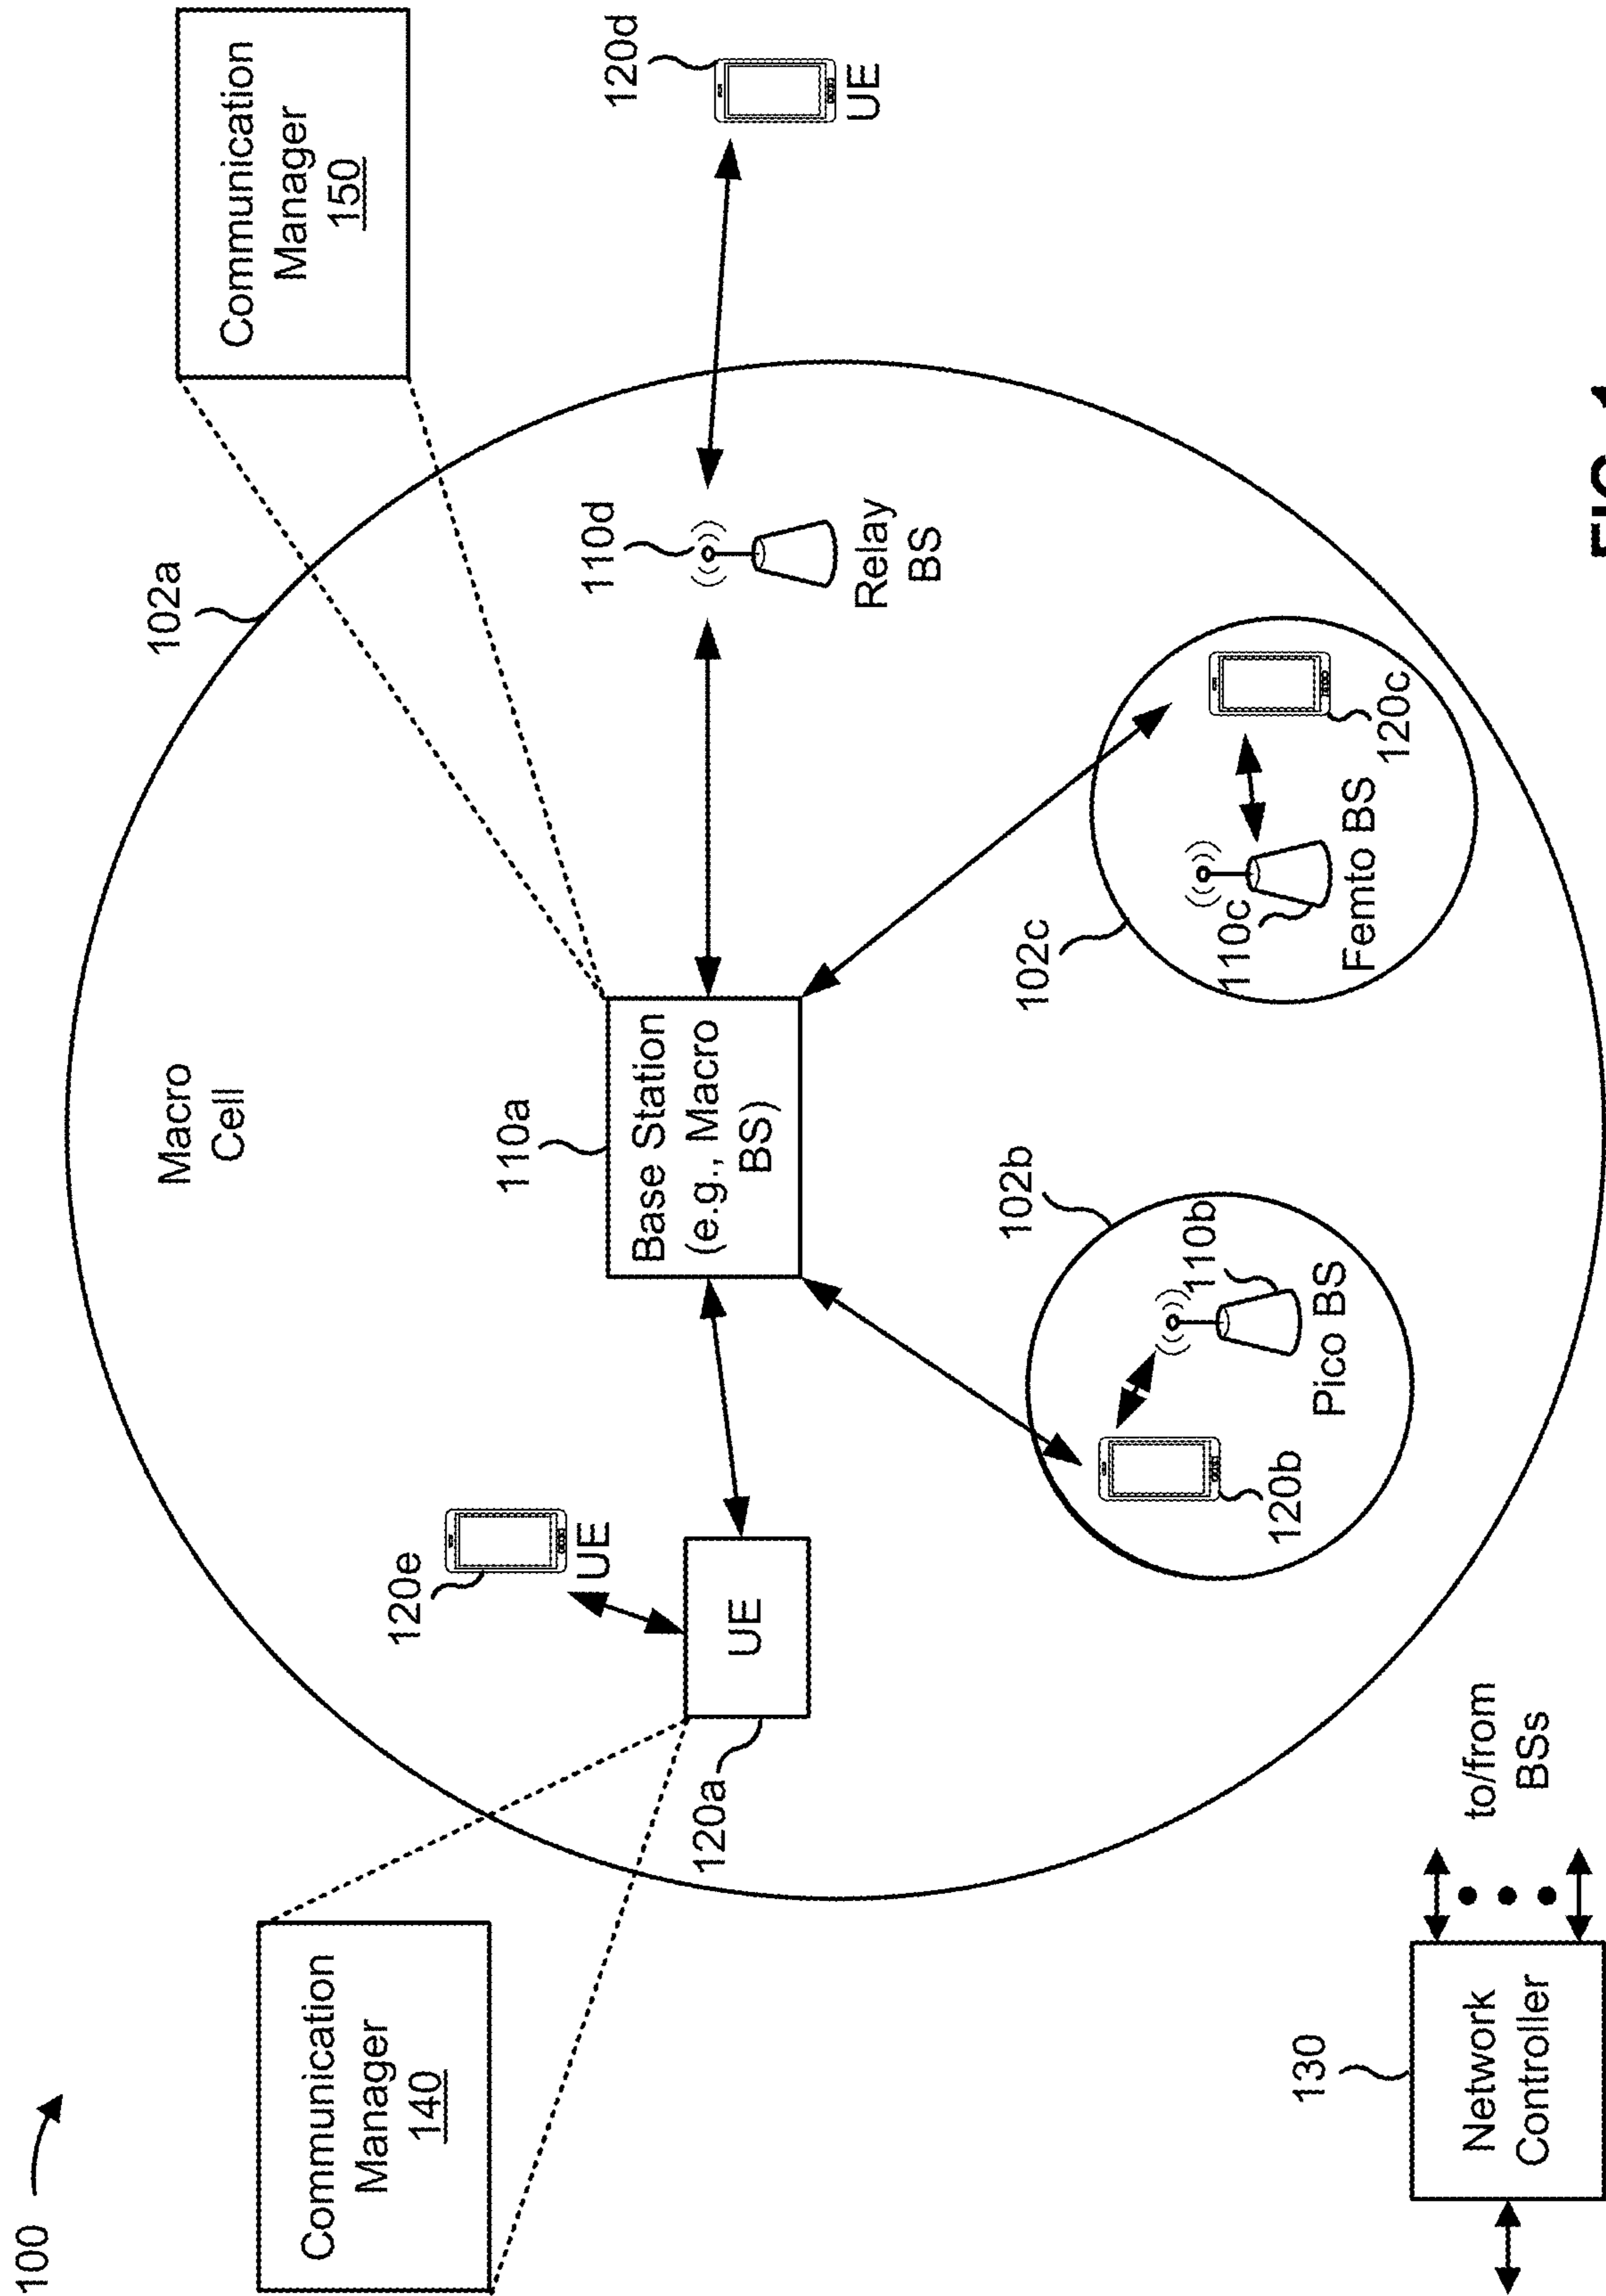 100
Communication
Manager
140
Communication
Manager
150
102a
Macro
Cell
120e
UE
UE
120a
110a
Base Station
(e.g., Macro
BS)
110d
Relay
BS
120d
UE
102b
110b
Pico BS
120b
102c
110c
Femto BS
120c
130
Network
Controller
to/from
BSs